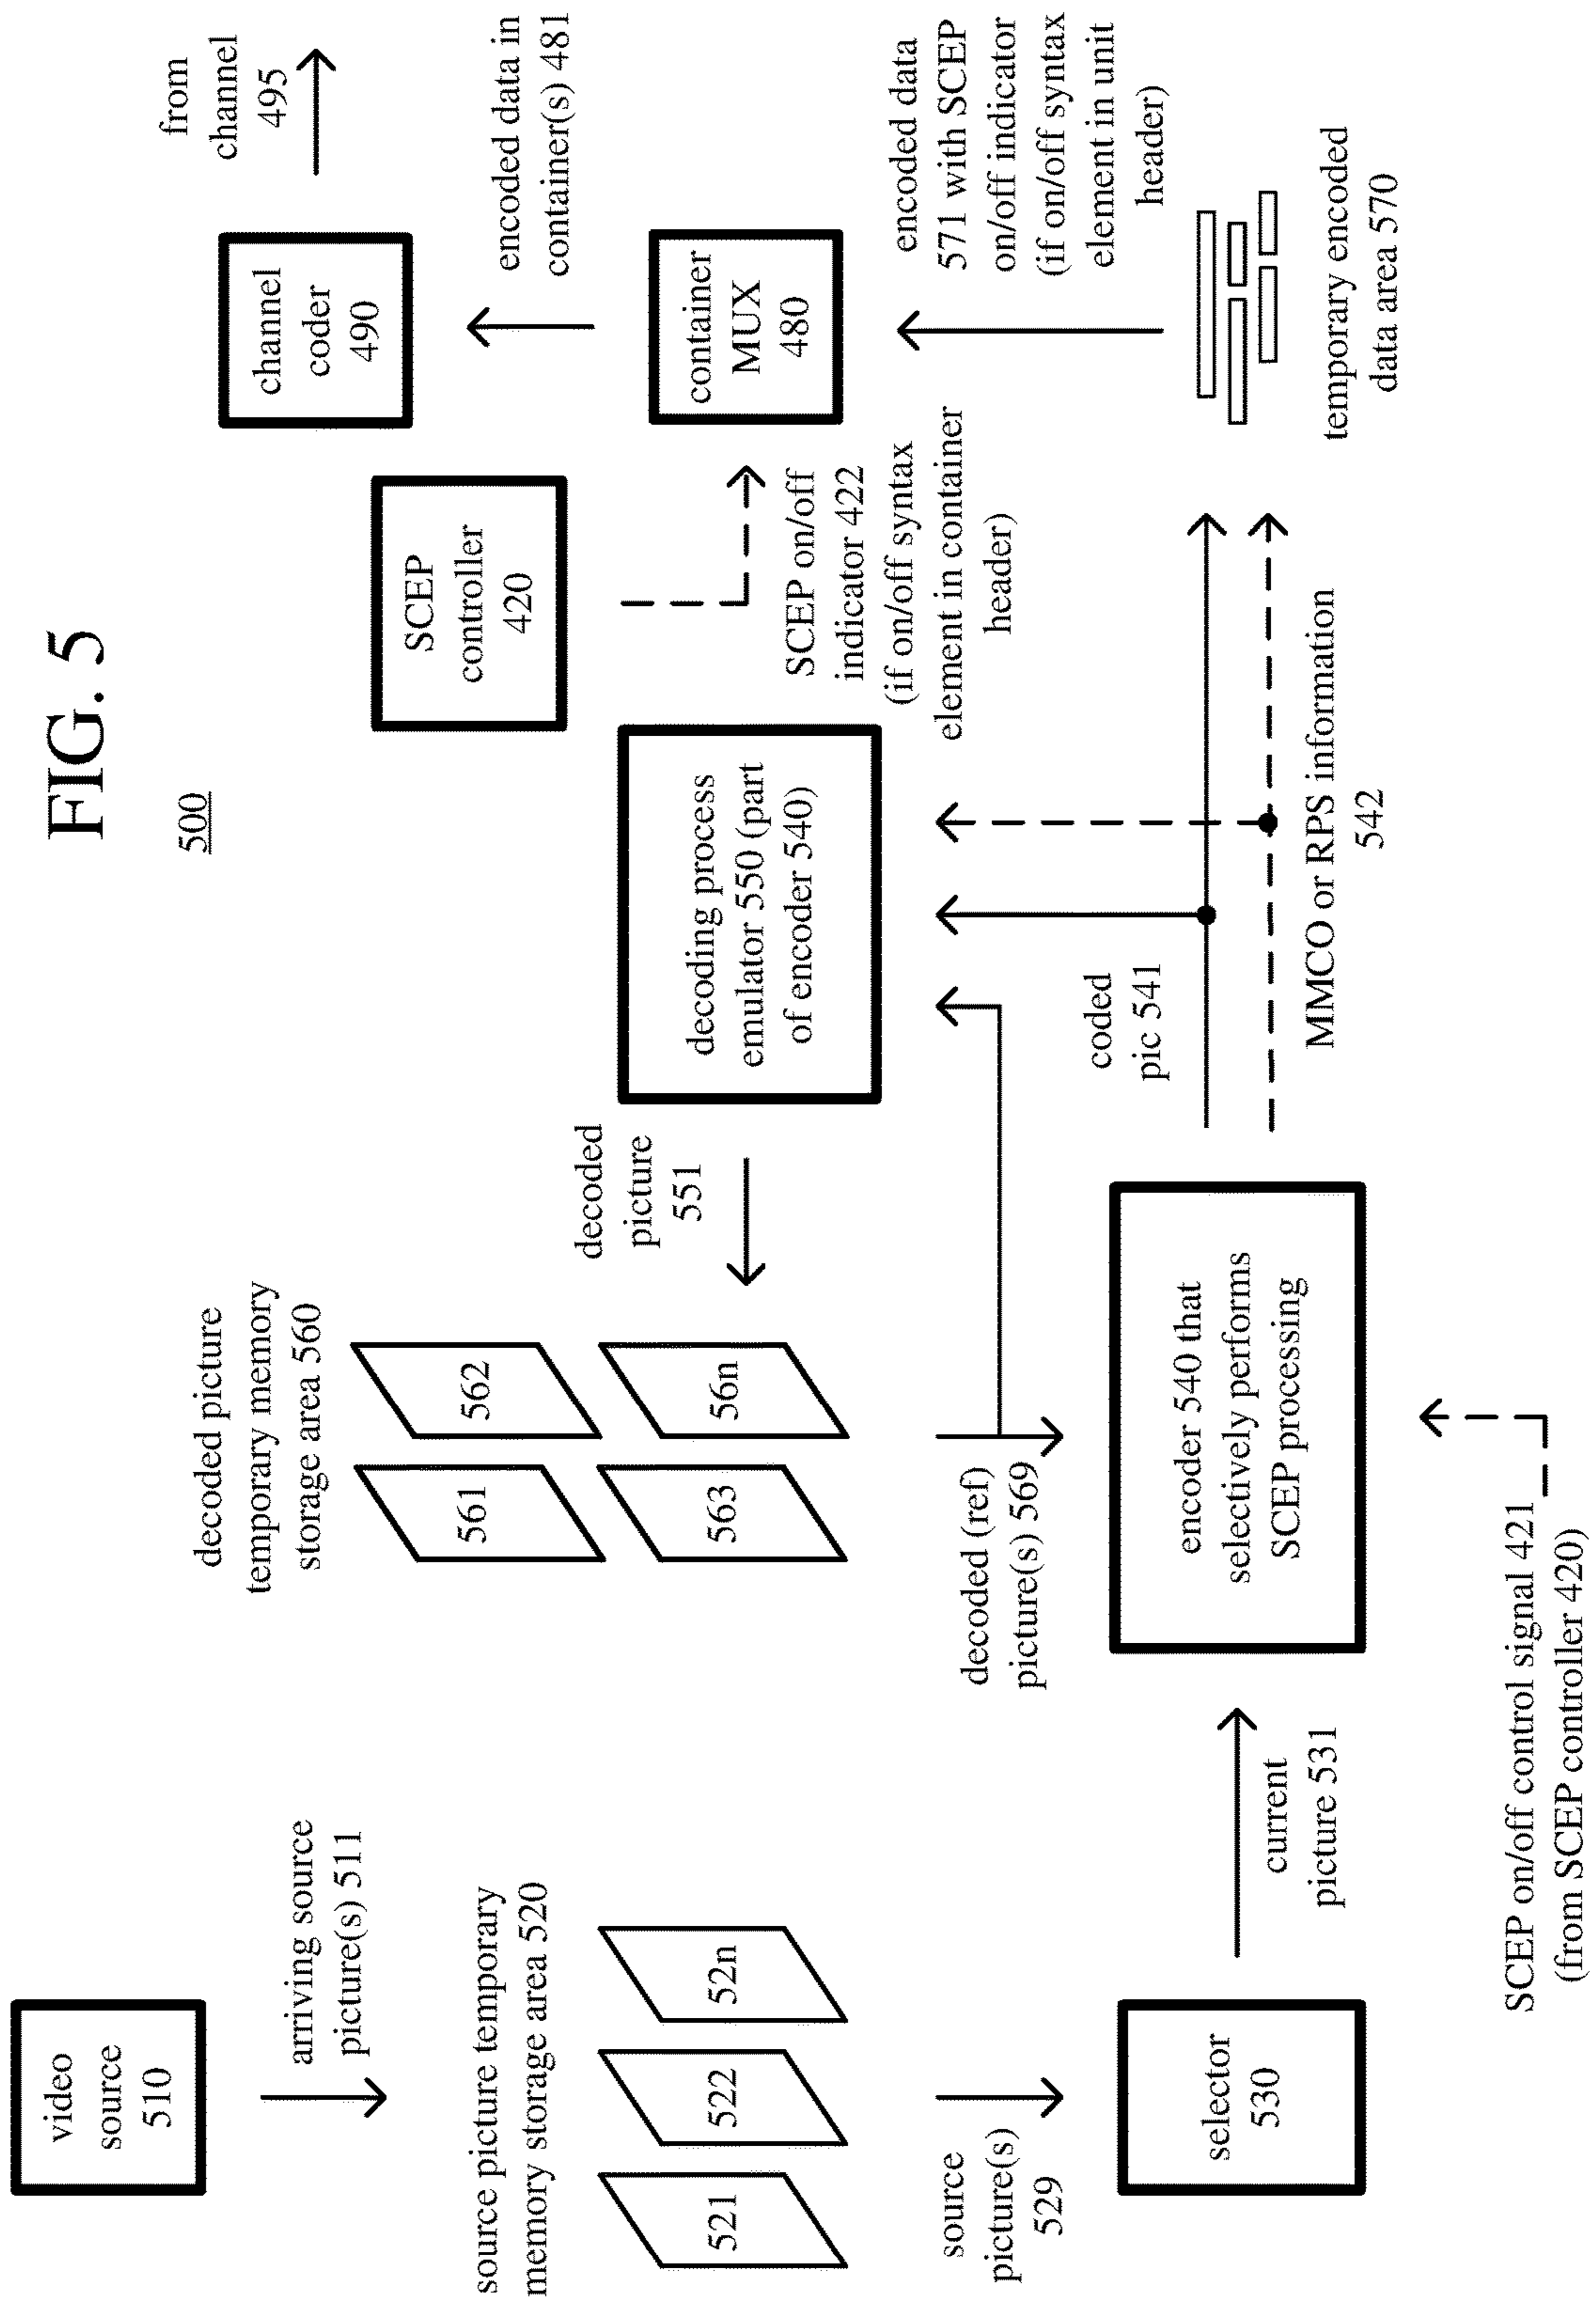 FIG. 5
500
video
source
510
arriving source
picture(s) 511
source picture temporary
memory storage area 520
521
522
52n
source
picture(s)
529
selector
530
current
picture 531
decoded picture
temporary memory
storage area 560
561
562
563
56n
decoded (ref)
picture(s) 569
encoder 540 that
selectively performs
SCEP processing
SCEP on/off control signal 421
(from SCEP controller 420)
decoded
picture
551
decoding process
emulator 550 (part
of encoder 540)
coded
pic 541
MMCO or RPS information
542
SCEP
controller
420
SCEP on/off
indicator 422
(if on/off syntax
element in container
header)
from
channel
495
channel
coder
490
encoded data in
container(s) 481
container
MUX
480
encoded data
571 with SCEP
on/off indicator
(if on/off syntax
element in unit
header)
temporary encoded
data area 570